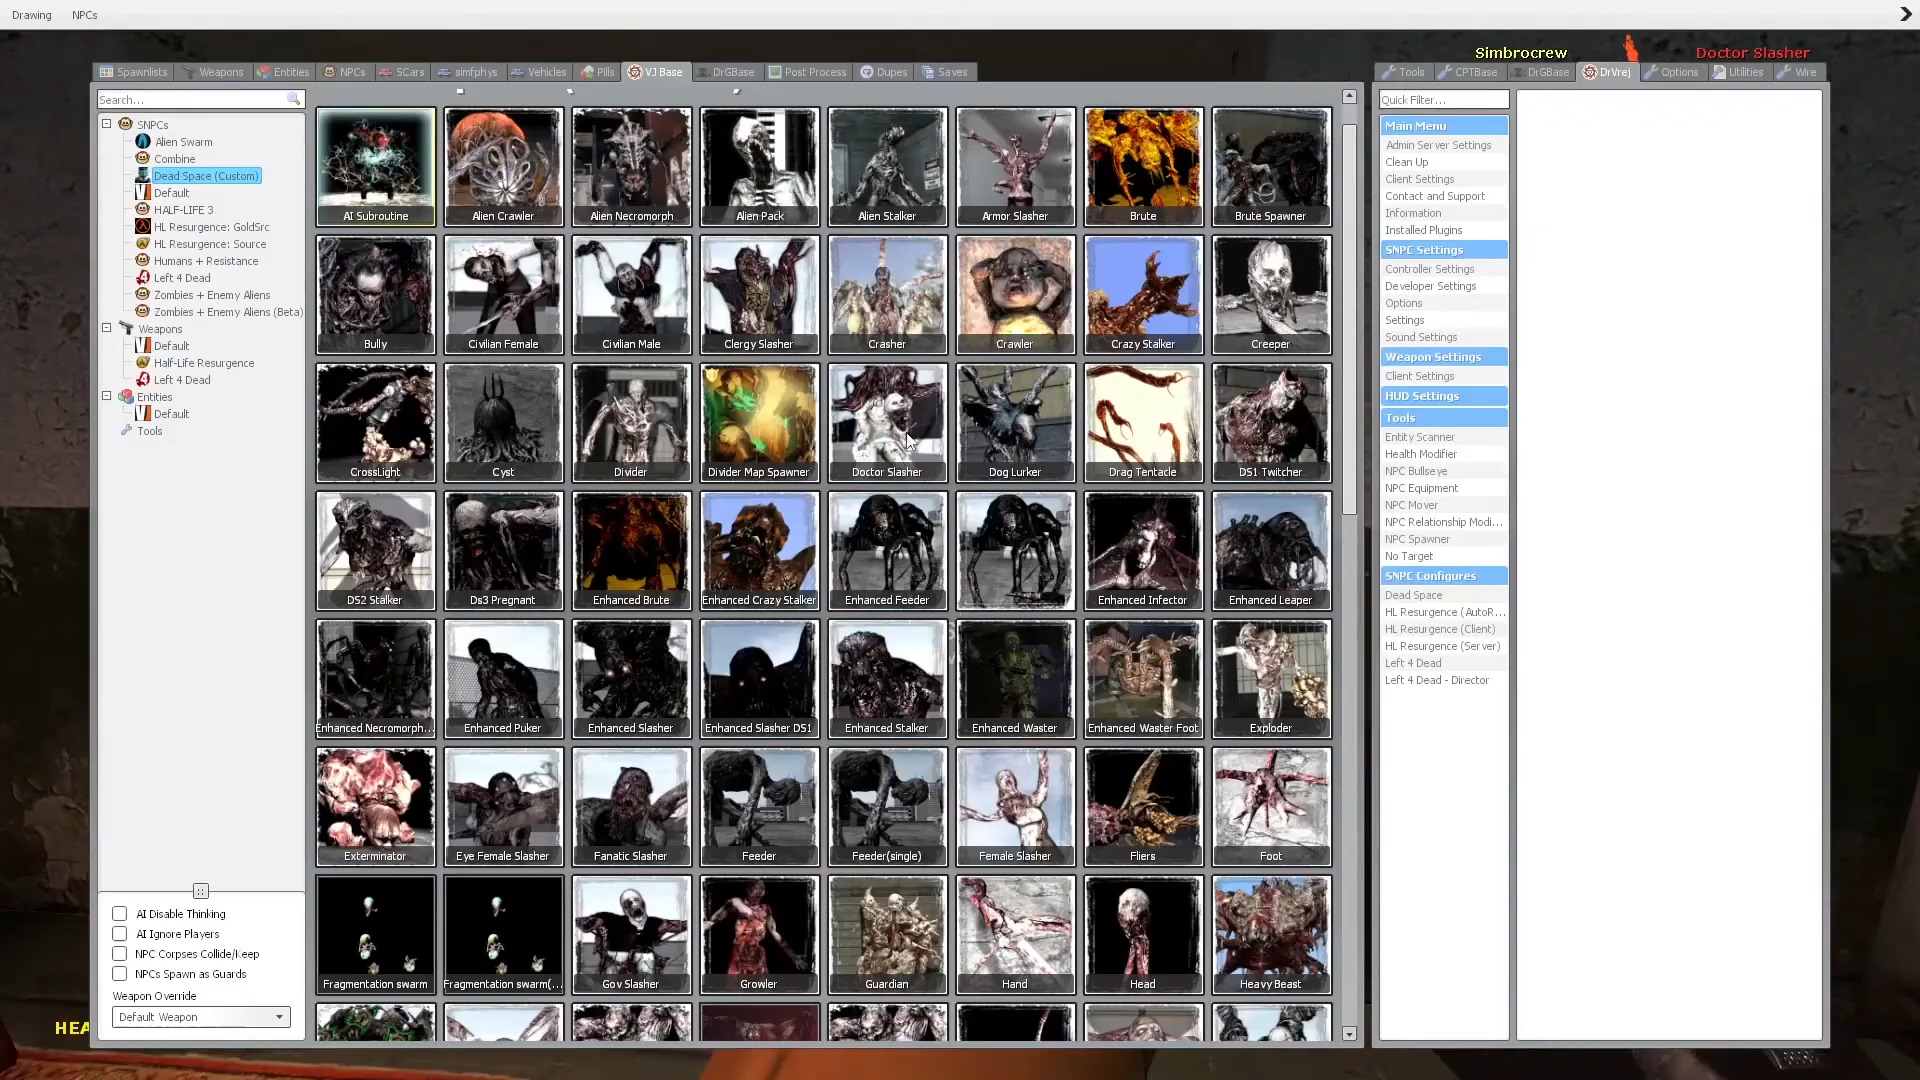 Drawing NPCs
Simbrocrew Doctor Slasher
Spawnlists Weapons Entities NPCs SCars simfphys Vehicles Pills VJ Base DrGBase Post Process Dupes Saves
Tools CPTBase DrGBase DrVrej Options Utilities Wire
Search...
SNPCs
Alien Swarm
Combine
Dead Space (Custom)
Default
HALF-LIFE 3
HL Resurgence: GoldSrc
HL Resurgence: Source
Humans + Resistance
Left 4 Dead
Zombies + Enemy Aliens
Zombies + Enemy Aliens (Beta)
Weapons
Default
Half-Life Resurgence
Left 4 Dead
Entities
Default
Tools
AI Disable Thinking
AI Ignore Players
NPC Corpses Collide/Keep
NPCs Spawn as Guards
Weapon Override
Default Weapon
HEA
AI Subroutine Alien Crawler Alien Necromorph Alien Pack Alien Stalker Armor Slasher Brute Brute Spawner
Bully Civilian Female Civilian Male Clergy Slasher Crasher Crawler Crazy Stalker Creeper
CrossLight Cyst Divider Divider Map Spawner Doctor Slasher Dog Lurker Drag Tentacle DS1 Twitcher
DS2 Stalker Ds3 Pregnant Enhanced Brute Enhanced Crazy Stalker Enhanced Feeder Enhanced Infector Enhanced Leaper
Enhanced Necromorph... Enhanced Puker Enhanced Slasher Enhanced Slasher DS1 Enhanced Stalker Enhanced Waster Enhanced Waster Foot Exploder
Exterminator Eye Female Slasher Fanatic Slasher Feeder Feeder(single) Female Slasher Fliers Foot
Fragmentation swarm Fragmentation swarm(... Gov Slasher Growler Guardian Hand Head Heavy Beast
Quick Filter...
Main Menu
Admin Server Settings
Clean Up
Client Settings
Contact and Support
Information
Installed Plugins
SNPC Settings
Controller Settings
Developer Settings
Options
Settings
Sound Settings
Weapon Settings
Client Settings
HUD Settings
Tools
Entity Scanner
Health Modifier
NPC Bullseye
NPC Equipment
NPC Mover
NPC Relationship Modi...
NPC Spawner
No Target
SNPC Configures
Dead Space
HL Resurgence (AutoR...
HL Resurgence (Client)
HL Resurgence (Server)
Left 4 Dead
Left 4 Dead - Director